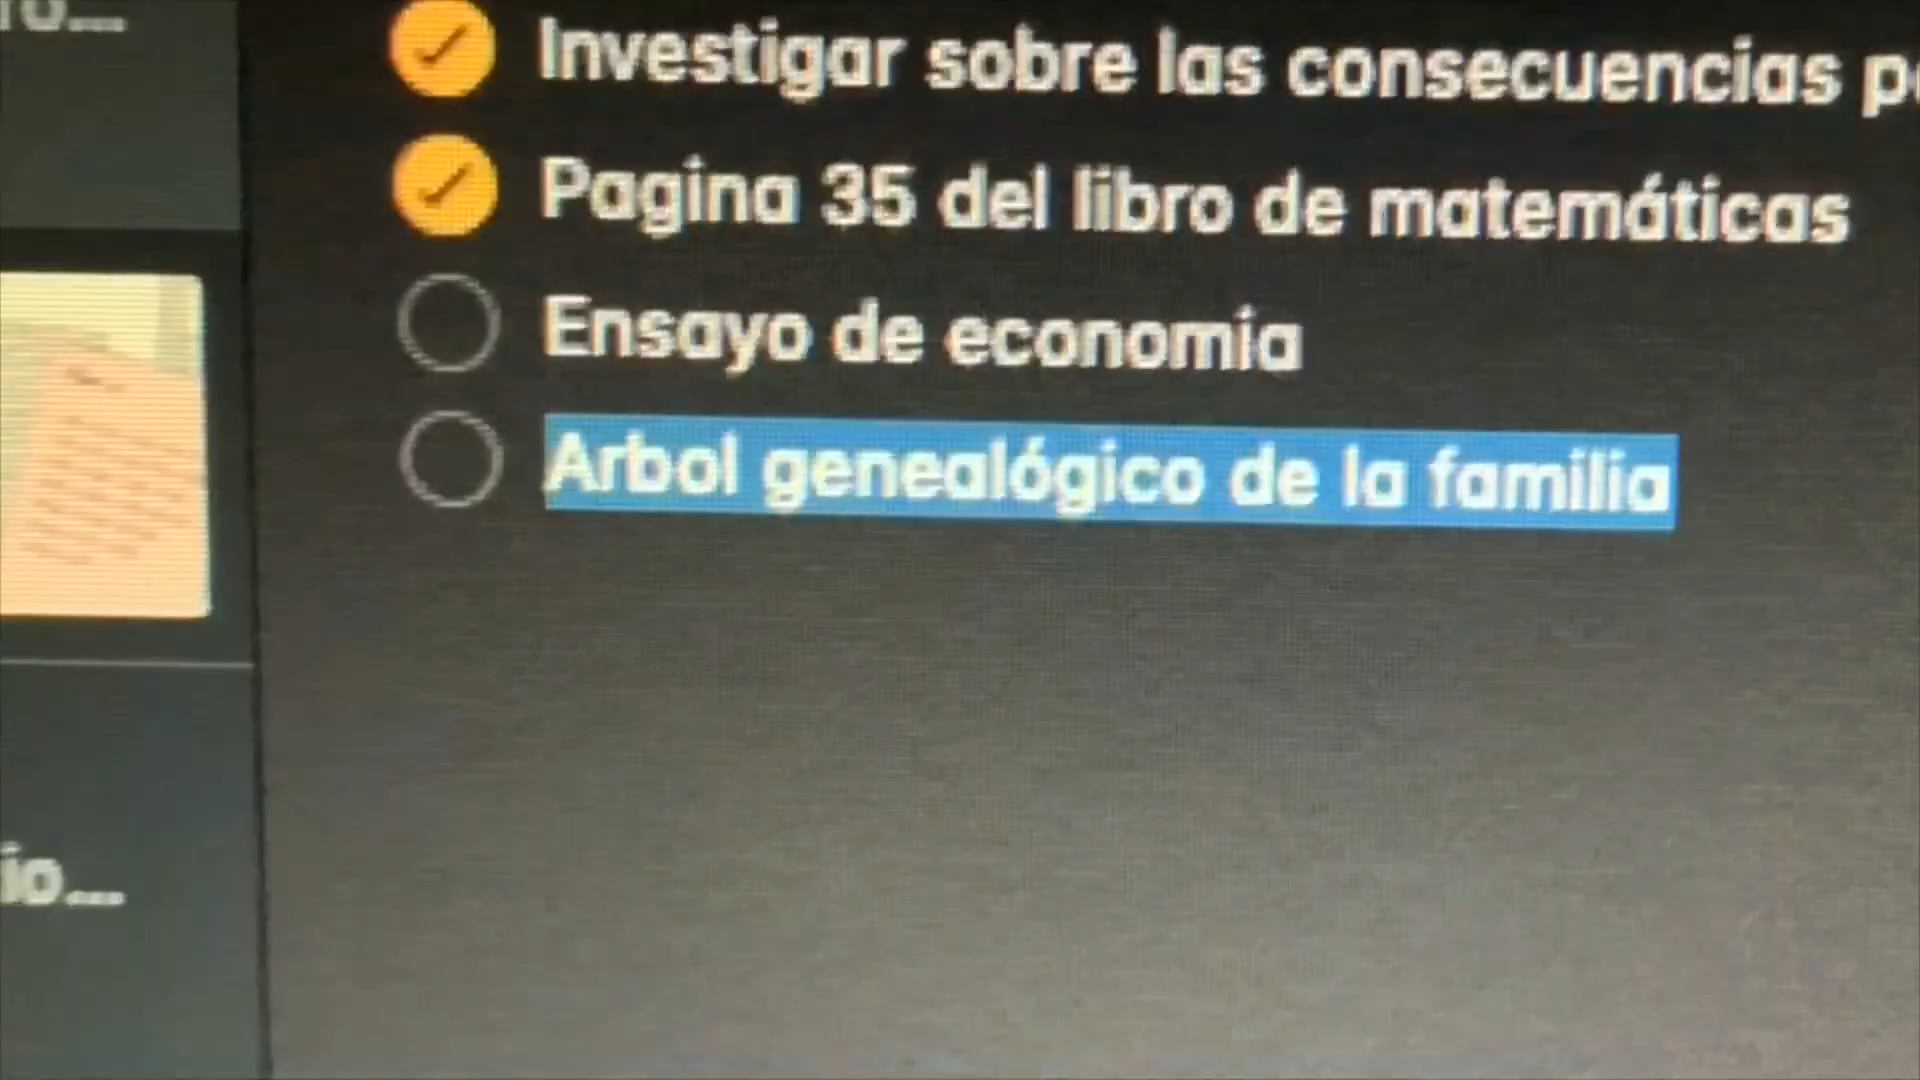 Investigar sobre las consecuencias
Pagina 35 del libro de matemáticas
Ensayo de economia
Arbol genealógico de la familia